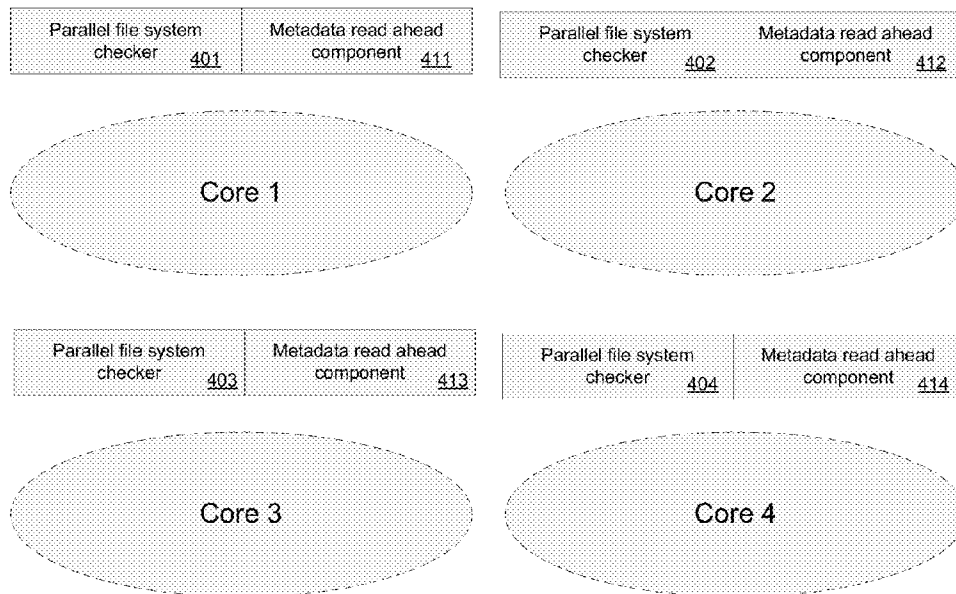 Parallel file system
checker 401
Metadata read ahead
component 411
Parallel file system
checker 402
Metadata read ahead
component 412
Core 1
Core 2
Parallel file system
checker 403
Metadata read ahead
component 413
Parallel file system
checker 404
Metadata read ahead
component 414
Core 3
Core 4